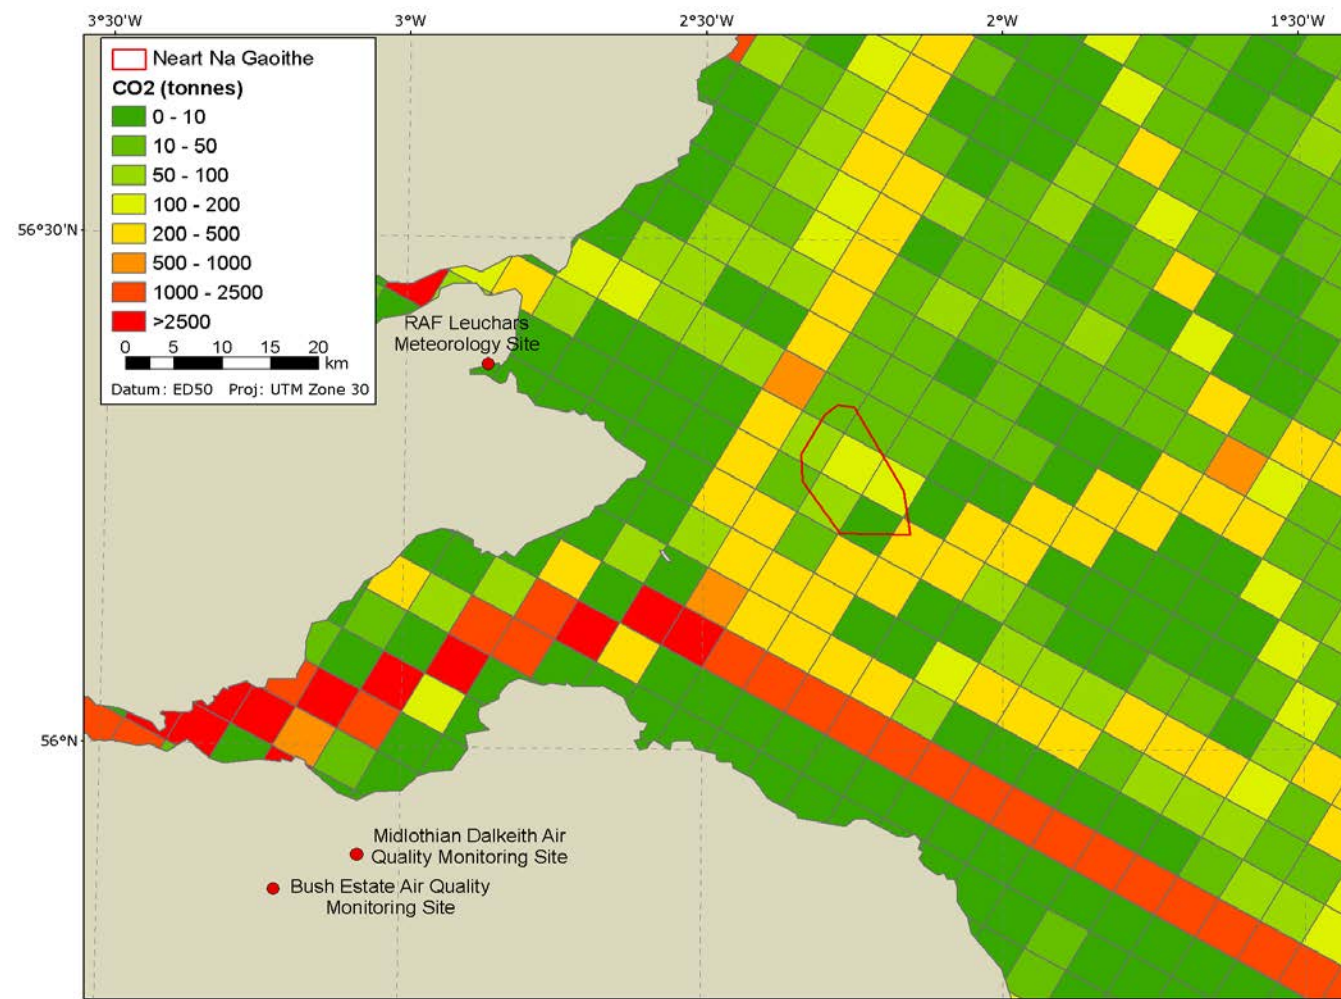 3°30'W 3°W 2°30'W 2°W 1°30'W
Neart Na Gaoithe
CO2 (tonnes)
0 - 10
10 - 50
50 - 100
100 - 200
200 - 500
500 - 1000
1000 - 2500
>2500
0 5 10 15 20
km
Datum: ED50 Proj: UTM Zone 30
56°30'N
RAF Leuchars
Meteorology Site
56°N
Midlothian Dalkeith Air
Quality Monitoring Site
Bush Estate Air Quality
Monitoring Site